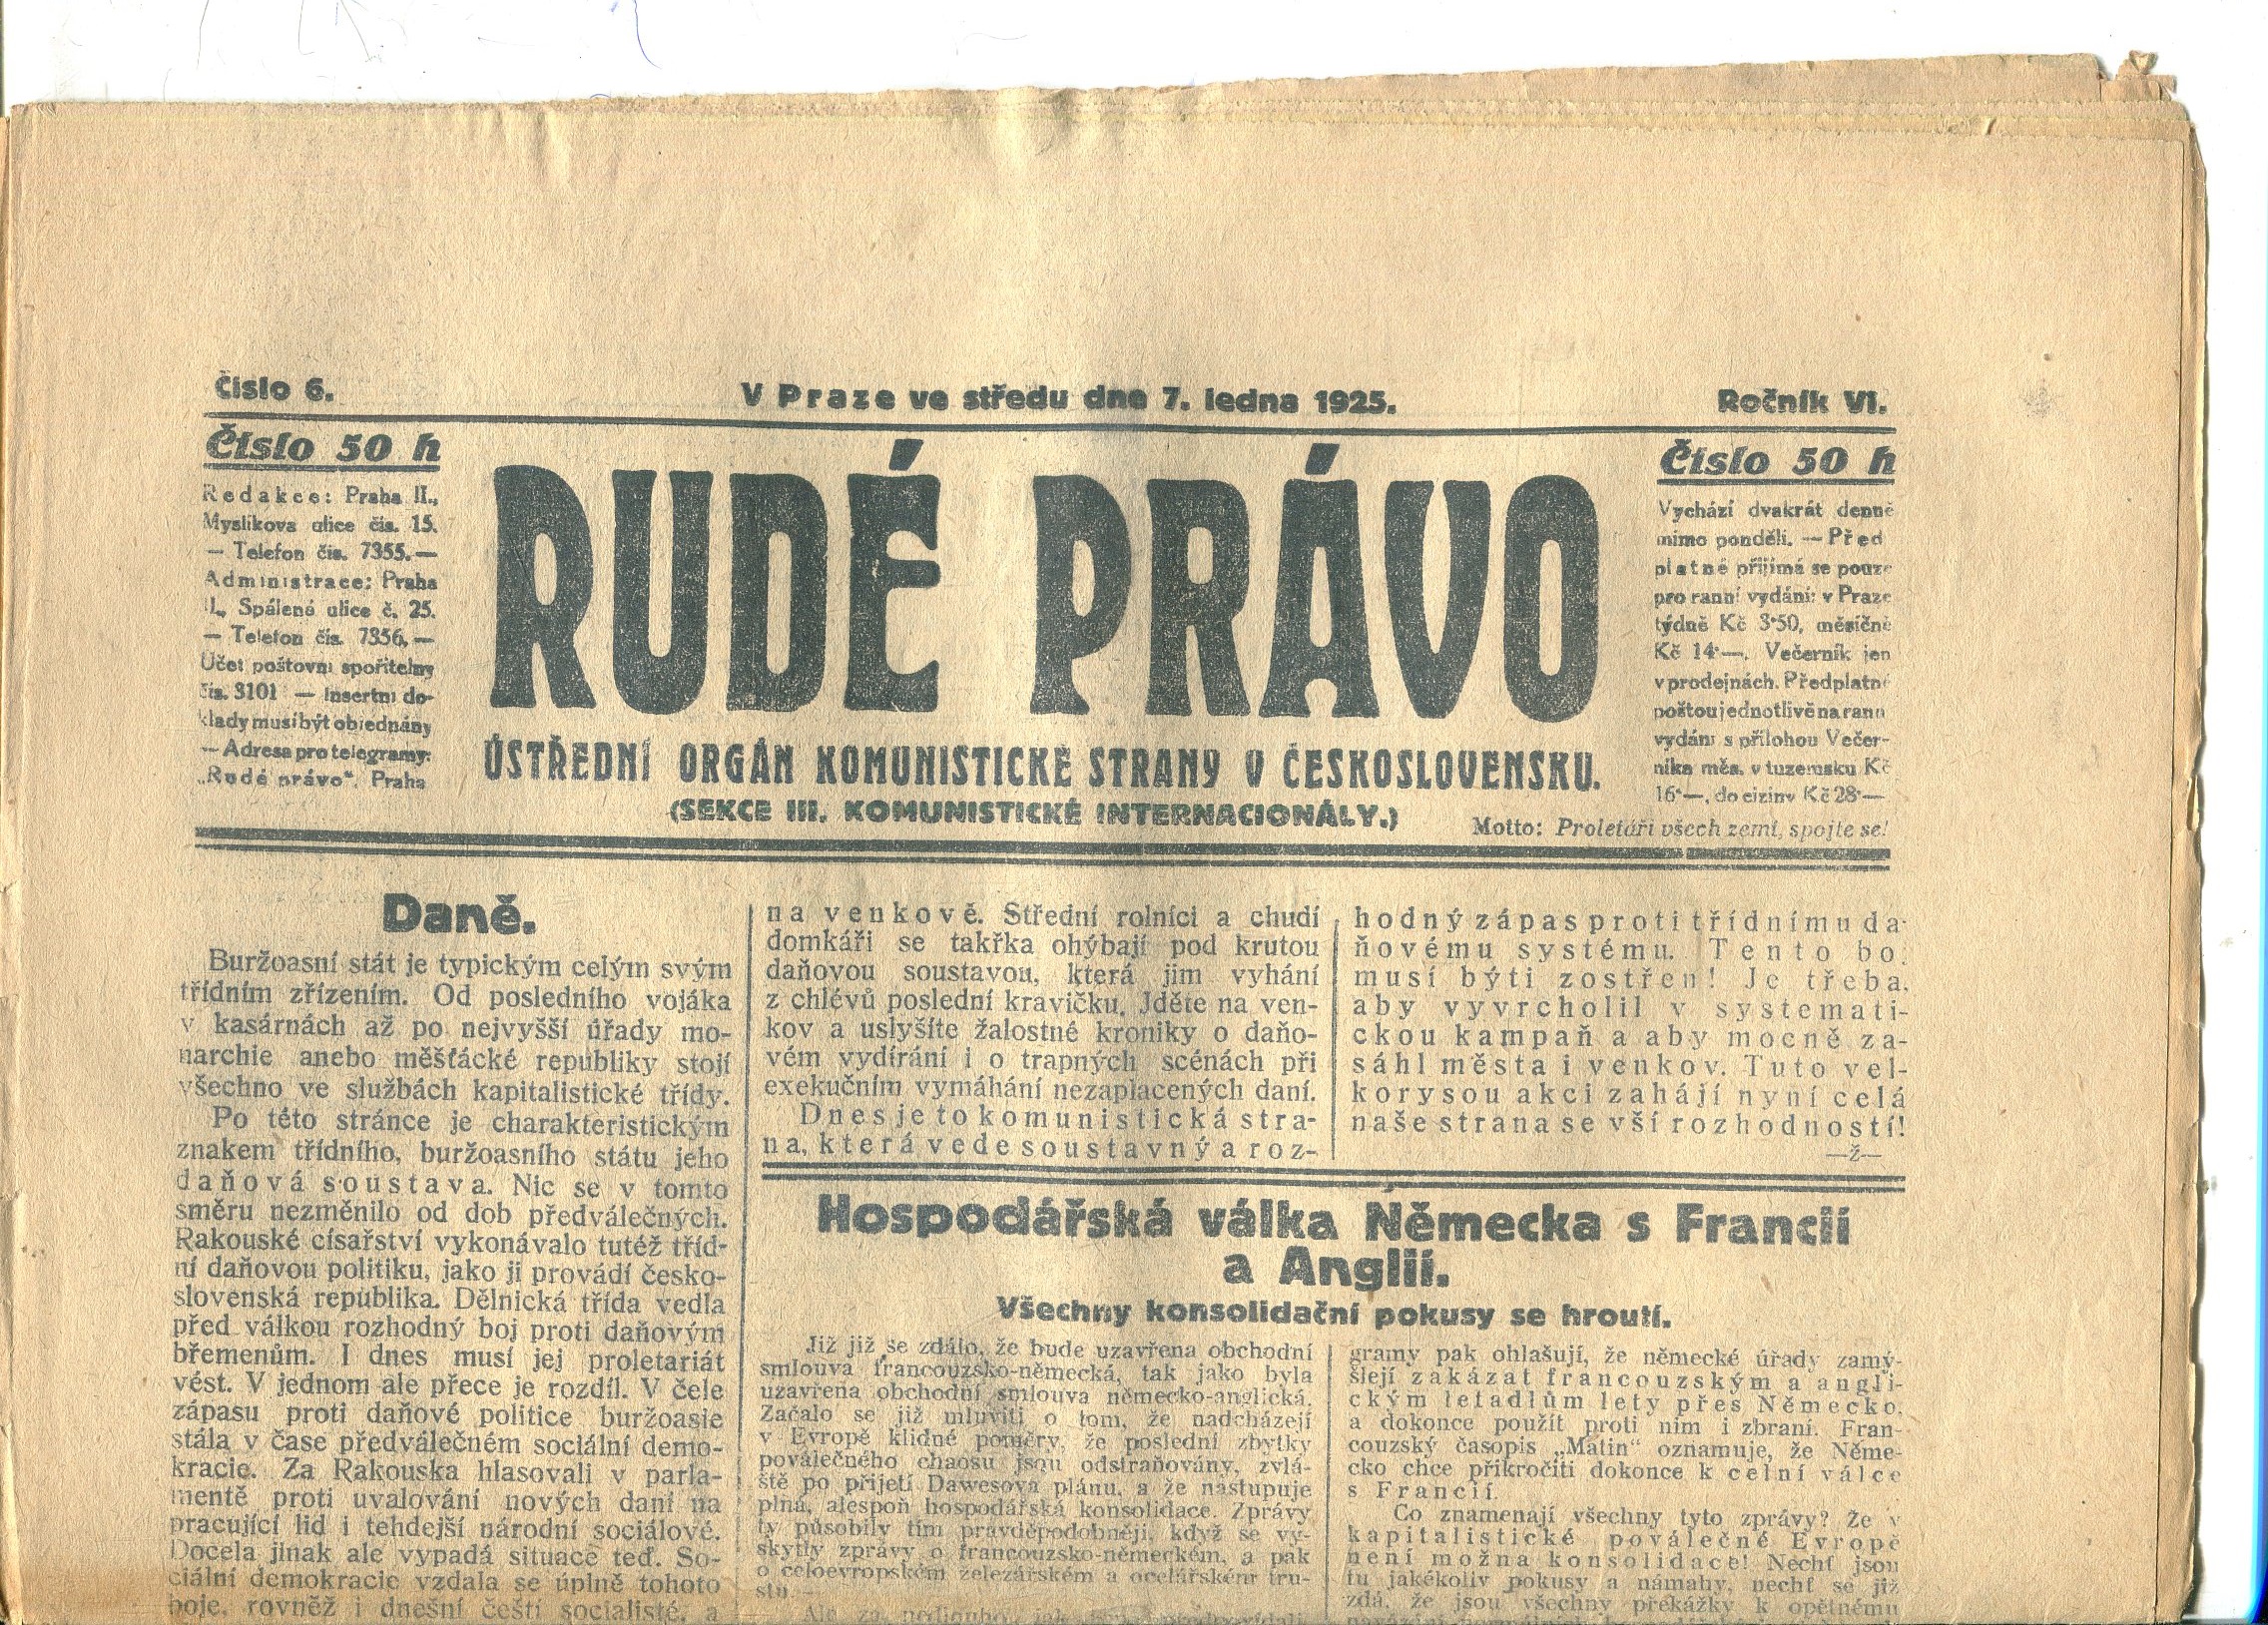 Číslo 6.
V Praze ve středu dne 7. ledna 1925.
Ročník VI.
Číslo 50 h
Redakce: Praha II.,
Myslíkova ulice čís. 15.
— Telefon čís. 7355. —
Administrace: Praha
II., Spálená ulice č. 25.
— Telefon čís. 7356. —
Účet poštovní spořitelny
čís. 3101 — Insertní do-
klady musí být objednány
— Adresa pro telegramy:
„Rudé právo“, Praha
RUDÉ PRÁVO
ÚSTŘEDNÍ ORGÁN KOMUNISTICKÉ STRANY V ČESKOSLOVENSKU.
(SEKCE III. KOMUNISTICKÉ INTERNACIONÁLY.)
Motto: Proletáři všech zemí, spojte se!
Číslo 50 h
Vychází dvakrát denně
mimo pondělí. — Před
platné přijímá se pouze
pro ranní vydání: v Praze
týdně Kč 3·50, měsíčně
Kč 14·—. Večerník jen
v prodejnách. Předplatné
poštou jednotlivě na ranní
vydání s přílohou Večer-
níka měs. v tuzemsku Kč
16·—, do ciziny Kč 28·—
Daně.
Buržoasní stát je typickým celým svým
třídním zřízením. Od posledního vojáka
v kasárnách až po nejvyšší úřady mo-
narchie anebo měšťácké republiky stojí
všechno ve službách kapitalistické třídy.
Po této stránce je charakteristickým
znakem třídního, buržoasního státu jeho
daňová soustava. Nic se v tomto
směru nezměnilo od dob předválečných.
Rakouské císařství vykonávalo tutéž tříd-
ní daňovou politiku, jako ji provádí česko-
slovenská republika. Dělnická třída vedla
před válkou rozhodný boj proti daňovým
břemenům. I dnes musí jej proletariát
vést. V jednom ale přece je rozdíl. V čele
zápasu proti daňové politice buržoasie
stála v čase předválečném sociální demo-
kracie. Za Rakouska hlasovali v parla-
mentě proti uvalování nových daní na
pracující lid i tehdejší národní sociálové.
Docela jinak ale vypadá situace teď. So-
ciální demokracie vzdala se úplně tohoto
boje, rovněž i dnešní čeští socialisté, a
na venkově. Střední rolníci a chudí
domkáři se takřka ohýbají pod krutou
daňovou soustavou, která jim vyhání
z chlévů poslední kravičku. Jděte na ven-
kov a uslyšíte žalostné kroniky o daňo-
vém vydírání i o trapných scénách při
exekučním vymáhání nezaplacených daní.
Dnes je to komunistická stra-
na, která vede soustavný a roz-
hodný zápas proti třídnímu da-
ňovému systému. Tento bo
musí býti zostřen! Je třeba,
aby vyvrcholil v systemati-
ckou kampaň a aby mocně za-
sáhl města i venkov. Tuto vel-
korysou akci zahájí nyní celá
naše strana se vší rozhodností!
—ž—
Hospodářská válka Německa s Francií
a Anglií.
Všechny konsolidační pokusy se hroutí.
Již již se zdálo, že bude uzavřena obchodní
smlouva francouzsko-německá, tak jako byla
uzavřena obchodní smlouva německo-anglická.
Začalo se již mluviti o tom, že nadcházejí
v Evropě klidné poměry, že poslední zbytky
poválečného chaosu jsou odstraňovány, zvlá-
ště po přijetí Dawesova plánu, a že nastupuje
plná, alespoň hospodářská konsolidace. Zprávy
ty působily tím pravděpodobněji, když se vy-
skytly zprávy o francouzsko-německém, a pak
o celoevropském železářském a ocelářském tru-
stu.—
Ale za nedlouho, jak
gramy pak ohlašují, že německé úřady zamý-
šlejí zakázat francouzským a angli-
ckým letadlům lety přes Německo,
a dokonce použít proti nim i zbraní. Fran-
couzský časopis „Matin“ oznamuje, že Něme-
cko chce přikročiti dokonce k celní válce
s Francií.
Co znamenají všechny tyto zprávy? Že v
kapitalistické poválečné Evropě
není možna konsolidace! Nechť jsou
tu jakékoliv pokusy a námahy, nechť se již
zdá, že jsou všechny překážky k opětnému